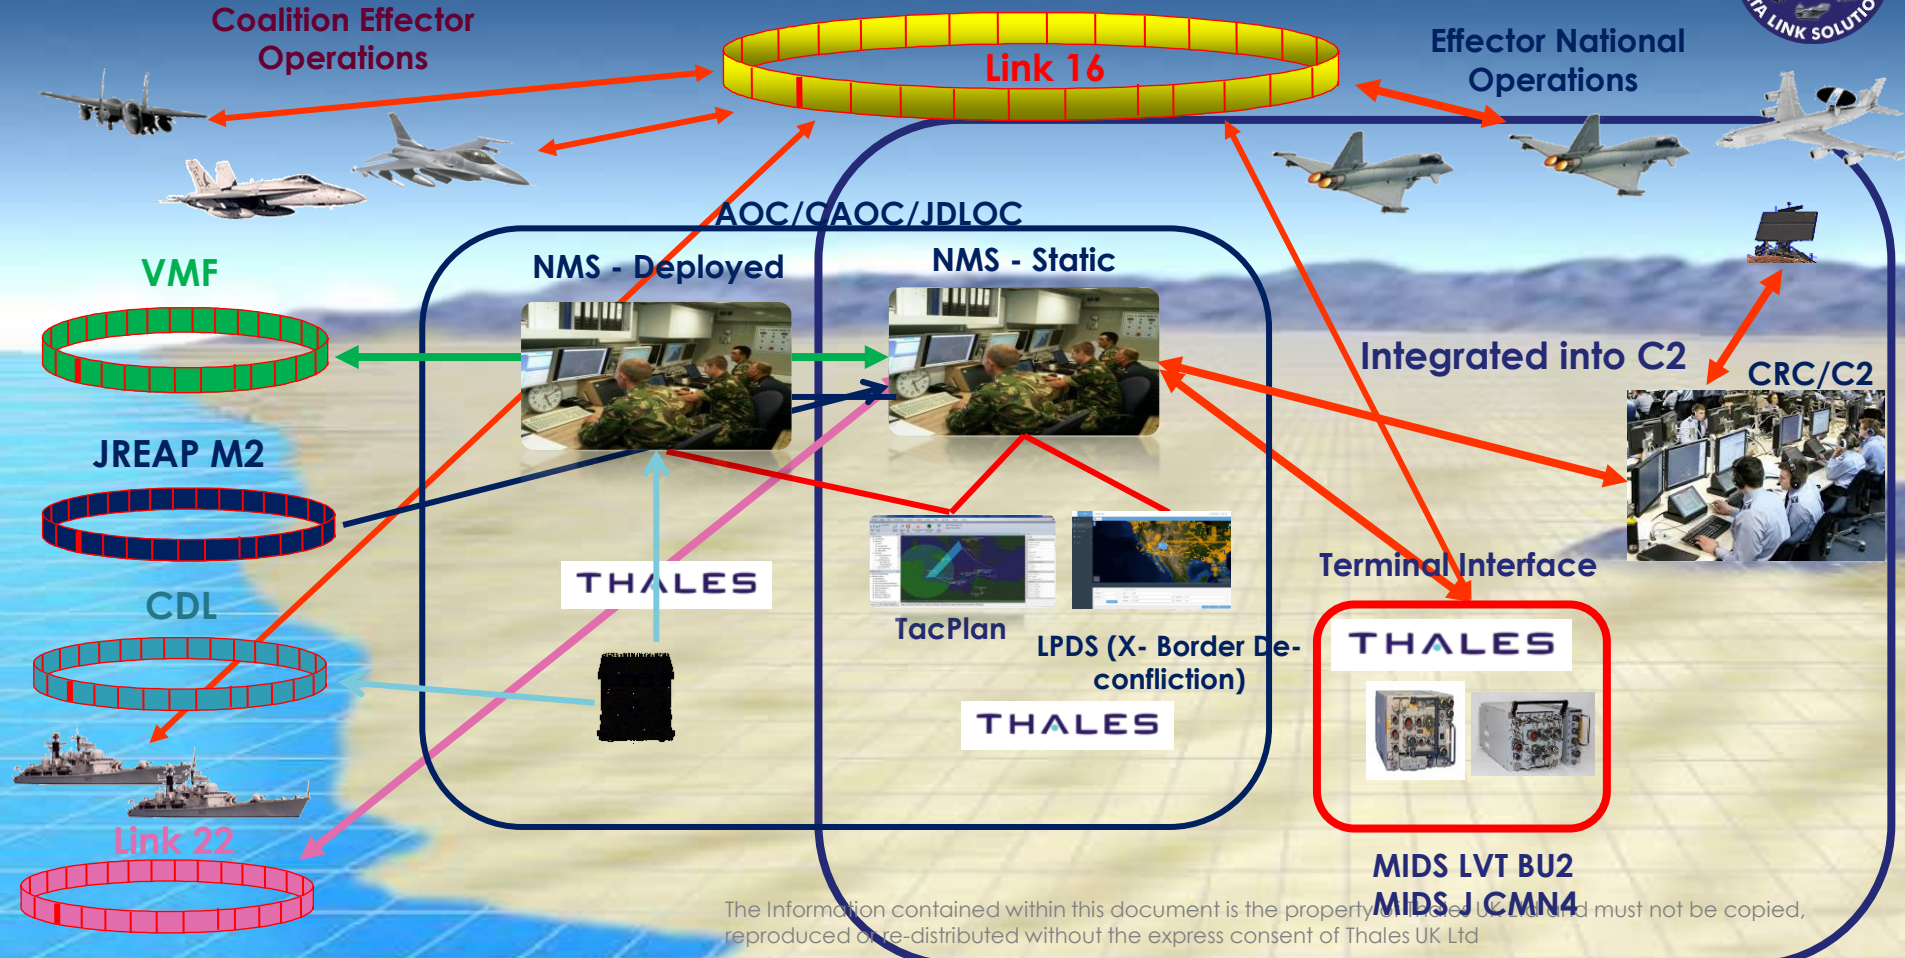 Coalition Effector
Operations
Link 16
Effector National
Operations
TA LINK SOLUTIO
AOC/CAOC/JDLOC
NMS - Deployed
NMS - Static
VMF
Integrated into C2
CRC/C2
JREAP M2
THALES
CDL
TacPlan
LPDS (X- Border De-
confliction)
THALES
Terminal Interface
THALES
Link 22
MIDS LVT BU2
MIDS J CMN4
The Information contained within this document is the property of Thales UK Ltd and must not be copied,
reproduced or re-distributed without the express consent of Thales UK Ltd